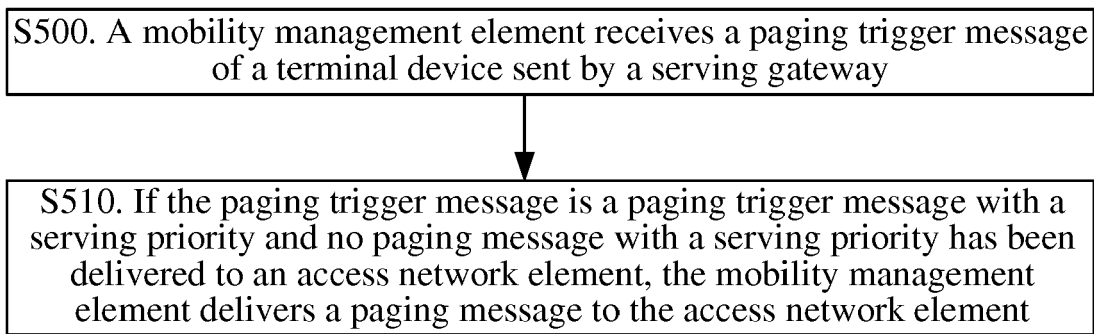 S500. A mobility management element receives a paging trigger message
of a terminal device sent by a serving gateway
S510. If the paging trigger message is a paging trigger message with a
serving priority and no paging message with a serving priority has been
delivered to an access network element, the mobility management
element delivers a paging message to the access network element